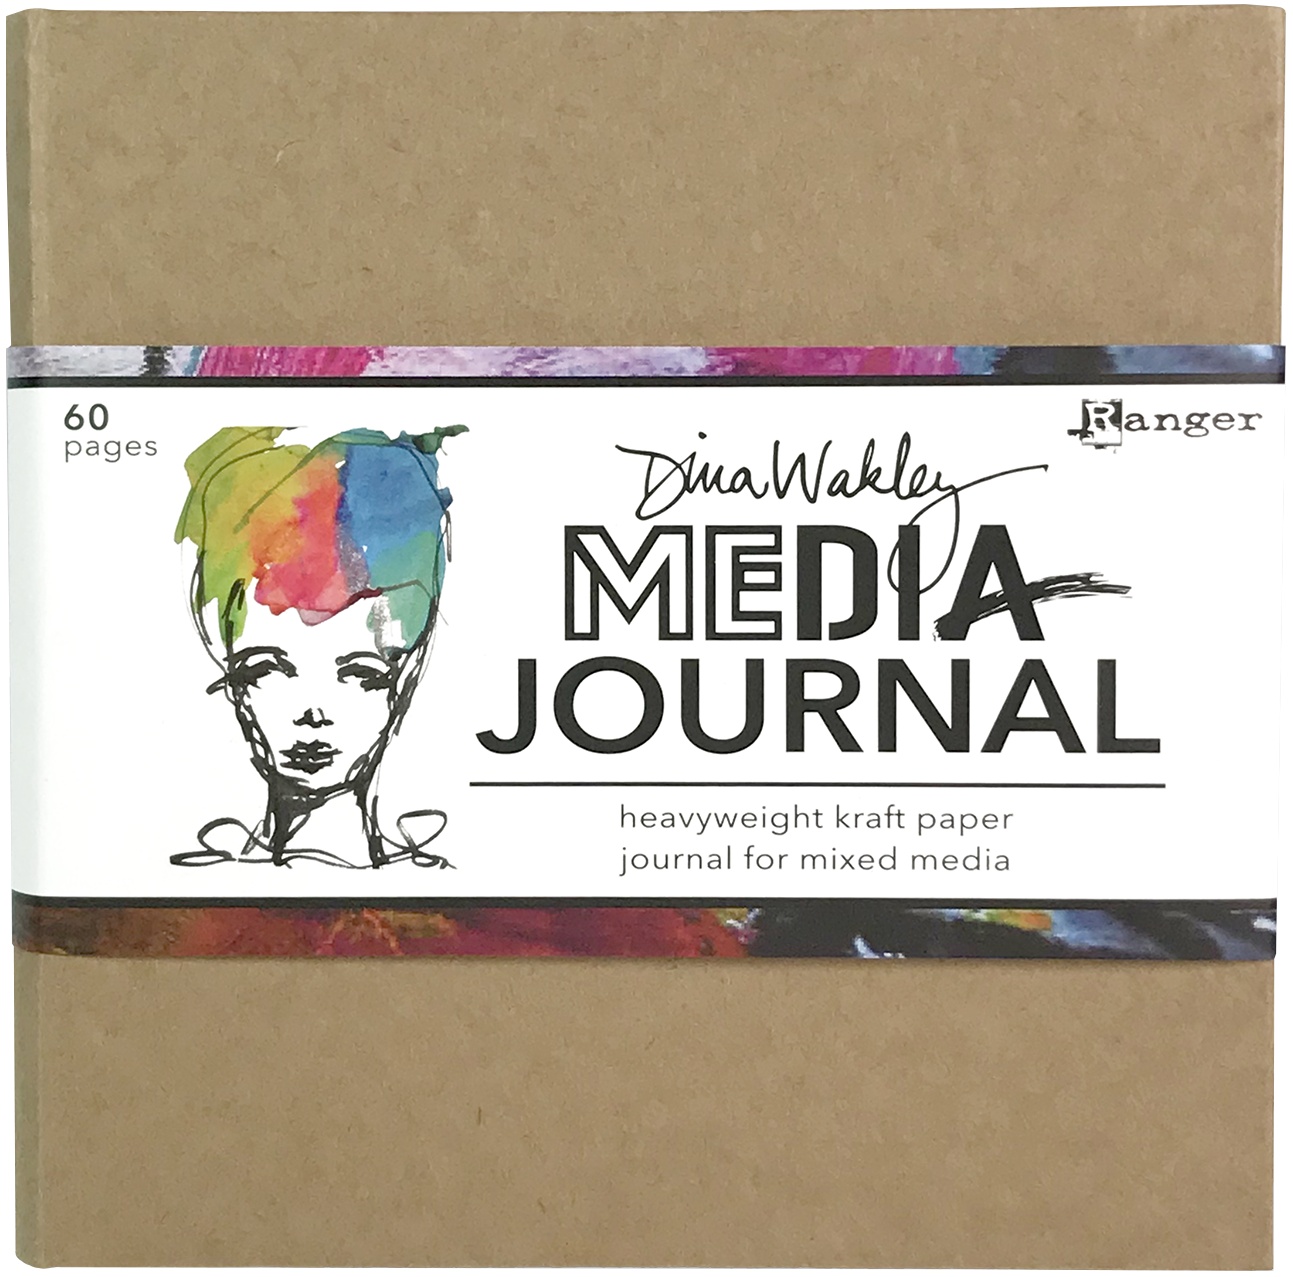 60
pages
Ranger
Dina Wakley
MEDIA
JOURNAL
heavyweight kraft paper
journal for mixed media